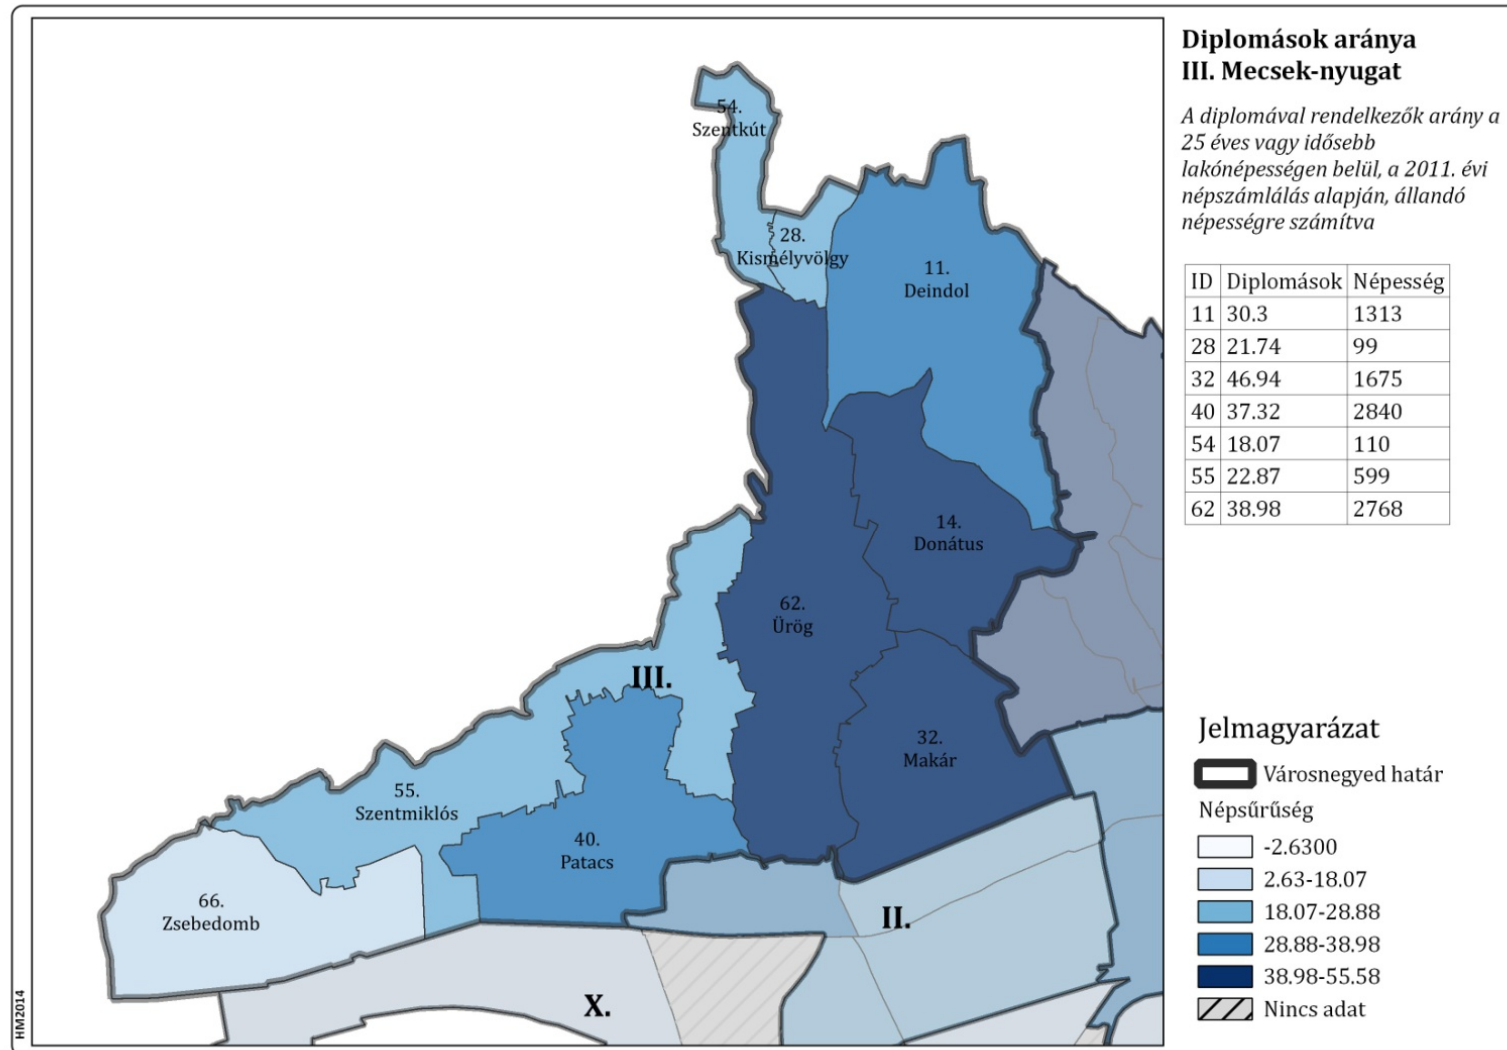 Diplomások aránya
III. Mecsek-nyugat
A diplomával rendelkezők arány a
25 éves vagy idősebb
lakónépességen belül, a 2011. évi
népszámlálás alapján, állandó
népességre számítva
ID Diplomások Népesség
11 30.3 1313
28 21.74 99
32 46.94 1675
40 37.32 2840
54 18.07 110
55 22.87 599
62 38.98 2768
54.
Szentkút
28.
Kismélyvölgy
11.
Deindol
14.
Donátus
62.
Ürög
III.
32.
Makár
55.
Szentmiklós
40.
Patacs
66.
Zsebedomb
II.
X.
Jelmagyarázat
Városnegyed határ
Népsűrűség
-2.6300
2.63-18.07
18.07-28.88
28.88-38.98
38.98-55.58
Nincs adat
HM2014